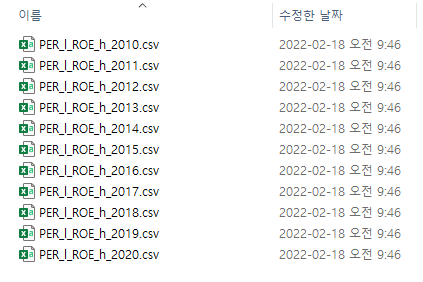 이름 수정한 날짜
PER_l_ROE_h_2010.csv 2022-02-18 오전 9:46
PER_l_ROE_h_2011.csv 2022-02-18 오전 9:46
PER_l_ROE_h_2012.csv 2022-02-18 오전 9:46
PER_l_ROE_h_2013.csv 2022-02-18 오전 9:46
PER_l_ROE_h_2014.csv 2022-02-18 오전 9:46
PER_l_ROE_h_2015.csv 2022-02-18 오전 9:46
PER_l_ROE_h_2016.csv 2022-02-18 오전 9:46
PER_l_ROE_h_2017.csv 2022-02-18 오전 9:46
PER_l_ROE_h_2018.csv 2022-02-18 오전 9:46
PER_l_ROE_h_2019.csv 2022-02-18 오전 9:46
PER_l_ROE_h_2020.csv 2022-02-18 오전 9:46